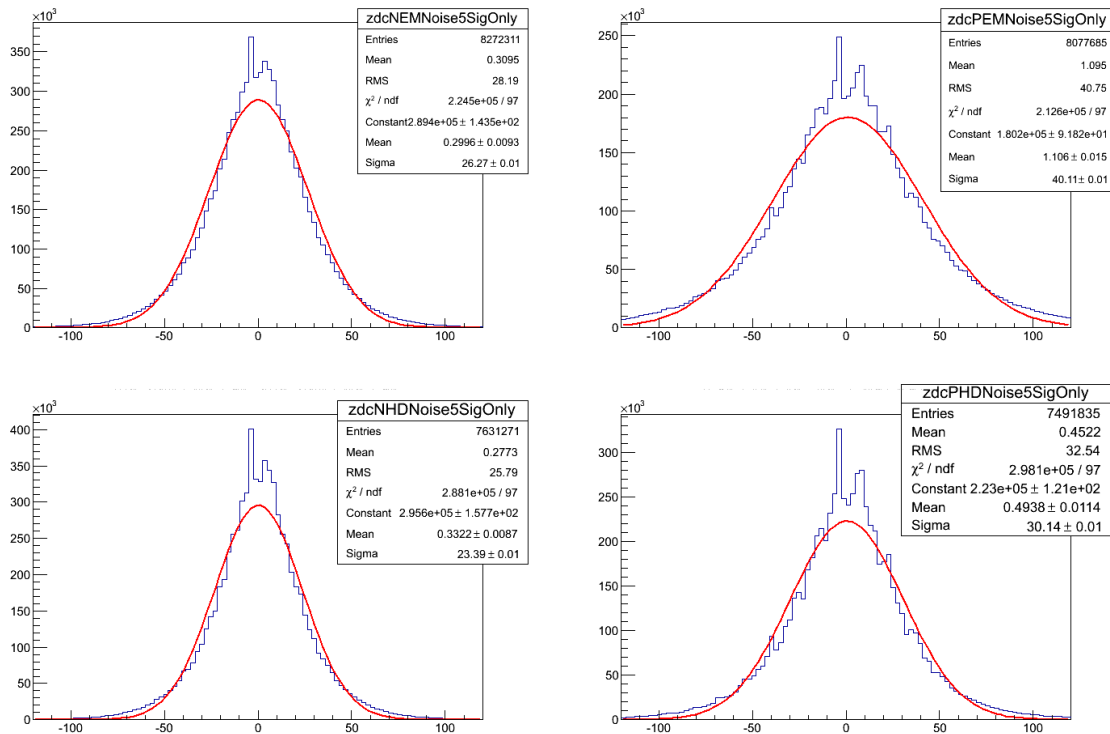 ×10³
zdcNEMNoise5SigOnly
Entries 8272311
Mean 0.3095
RMS 28.19
χ² / ndf 2.245e+05 / 97
Constant2.894e+05 ± 1.435e+02
Mean 0.2996 ± 0.0093
Sigma 26.27 ± 0.01
350
300
250
200
150
100
50
0
-100 -50 0 50 100
×10³
zdcPEMNoise5SigOnly
Entries 8077685
Mean 1.095
RMS 40.75
χ² / ndf 2.126e+05 / 97
Constant 1.802e+05 ± 9.182e+01
Mean 1.106 ± 0.015
Sigma 40.11 ± 0.01
250
200
150
100
50
0
-100 -50 0 50 100
×10³
zdcNHDNoise5SigOnly
Entries 7631271
Mean 0.2773
RMS 25.79
χ² / ndf 2.881e+05 / 97
Constant 2.956e+05 ± 1.577e+02
Mean 0.3322 ± 0.0087
Sigma 23.39 ± 0.01
400
350
300
250
200
150
100
50
0
-100 -50 0 50 100
×10³
zdcPHDNoise5SigOnly
Entries 7491835
Mean 0.4522
RMS 32.54
χ² / ndf 2.981e+05 / 97
Constant 2.23e+05 ± 1.21e+02
Mean 0.4938 ± 0.0114
Sigma 30.14 ± 0.01
300
250
200
150
100
50
0
-100 -50 0 50 100